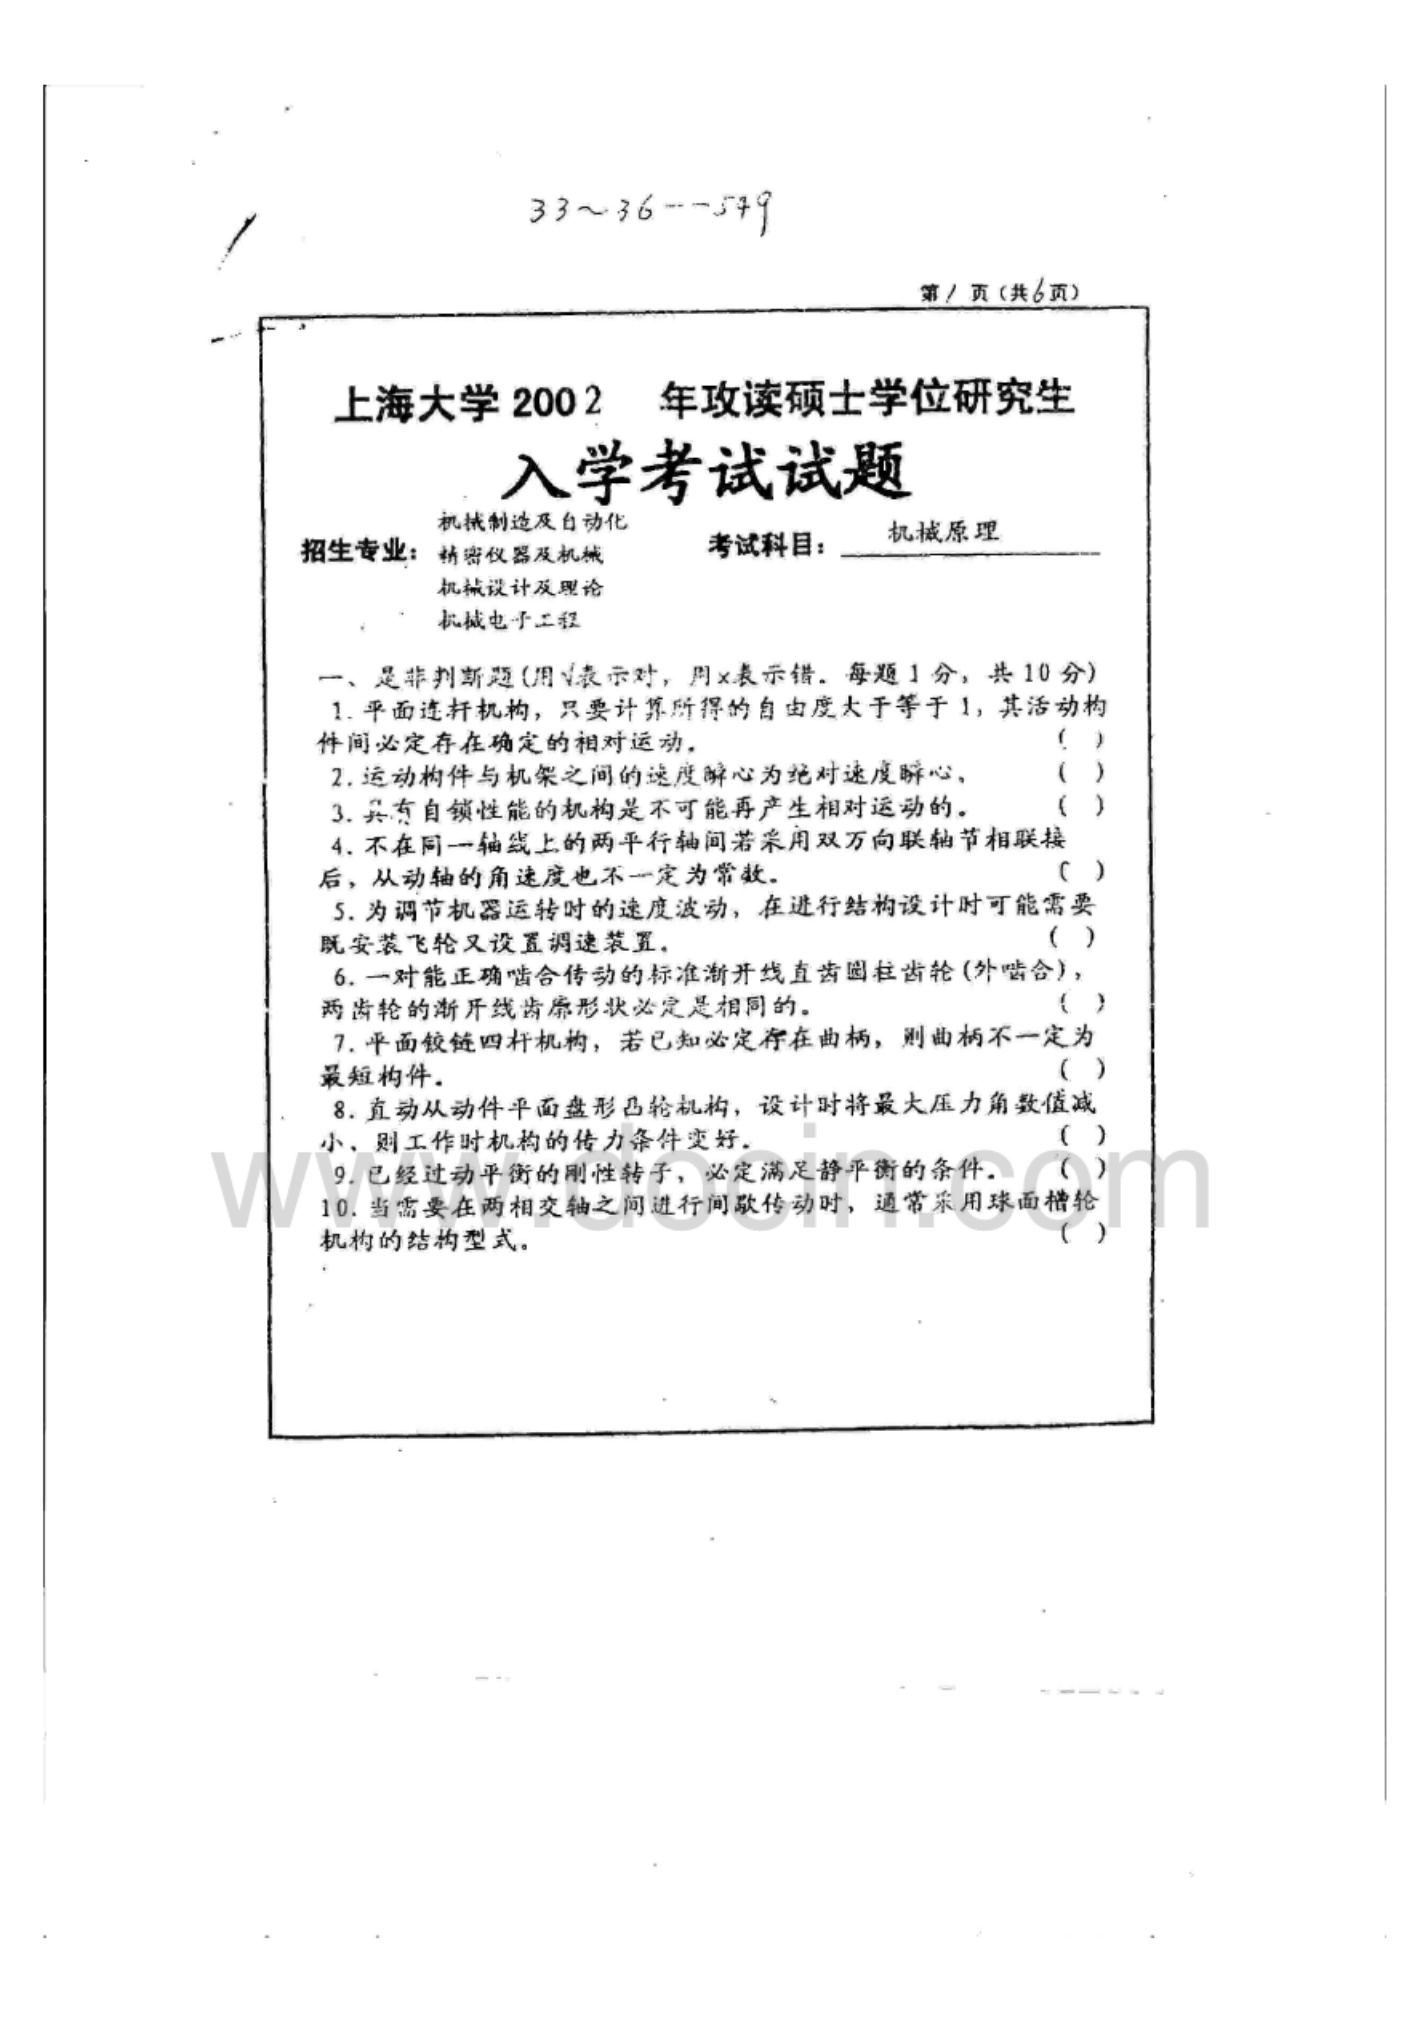 33~36--549
第1页（共6页）
上海大学2002 年攻读硕士学位研究生
入学考试试题
招生专业：
机械制造及自动化
精密仪器及机械
机械设计及理论
机械电子工程
考试科目：机械原理
一、是非判断题(用√表示对，用x表示错。每题1分，共10分)
1.平面连杆机构，只要计算所得的自由度大于等于1，其活动构
件间必定存在确定的相对运动。 ( )
2.运动构件与机架之间的速度瞬心为绝对速度瞬心。 ( )
3.具有自锁性能的机构是不可能再产生相对运动的。 ( )
4.不在同一轴线上的两平行轴间若采用双万向联轴节相联接
后，从动轴的角速度也不一定为常数。 ( )
5.为调节机器运转时的速度波动，在进行结构设计时可能需要
既安装飞轮又设置调速装置。 ( )
6.一对能正确啮合传动的标准渐开线直齿圆柱齿轮(外啮合)，
两齿轮的渐开线齿廓形状必定是相同的。 ( )
7.平面铰链四杆机构，若已知必定存在曲柄，则曲柄不一定为
最短构件。 ( )
8.直动从动件平面盘形凸轮机构，设计时将最大压力角数值减
小、则工作时机构的传力条件变好。 ( )
9.已经过动平衡的刚性转子，必定满足静平衡的条件。 ( )
10.当需要在两相交轴之间进行间歇传动时，通常采用球面槽轮
机构的结构型式。 ( )
www.docin.com